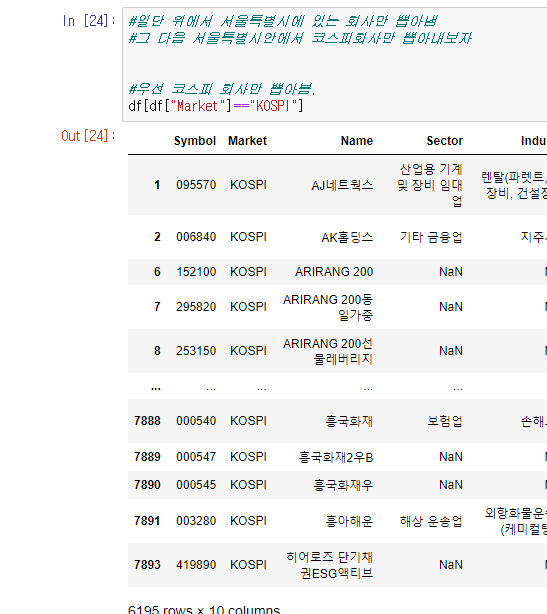 In [24]:
#일단 위에서 서울특별시에 있는 회사만 뽑아냄
#그 다음 서울특별시안에서 코스피회사만 뽑아내보자
#우선 코스피 회사만 뽑아봄.
df[df["Market"]=="KOSPI"]
Out[24]:
Symbol Market Name Sector Indu
1 095570 KOSPI AJ네트웍스 산업용 기계 및 장비 임대업 렌탈(파렛트, 장비, 건설장
2 006840 KOSPI AK홀딩스 기타 금융업 지주사
6 152100 KOSPI ARIRANG 200 NaN N
7 295820 KOSPI ARIRANG 200동일가중 NaN N
8 253150 KOSPI ARIRANG 200선물레버리지 NaN N
... ... ... ... ...
7888 000540 KOSPI 흥국화재 보험업 손해
7889 000547 KOSPI 흥국화재2우B NaN N
7890 000545 KOSPI 흥국화재우 NaN N
7891 003280 KOSPI 흥아해운 해상 운송업 외항화물운송 (케미컬탱
7893 419890 KOSPI 히어로즈 단기채권ESG액티브 NaN N
6195 rows × 10 columns